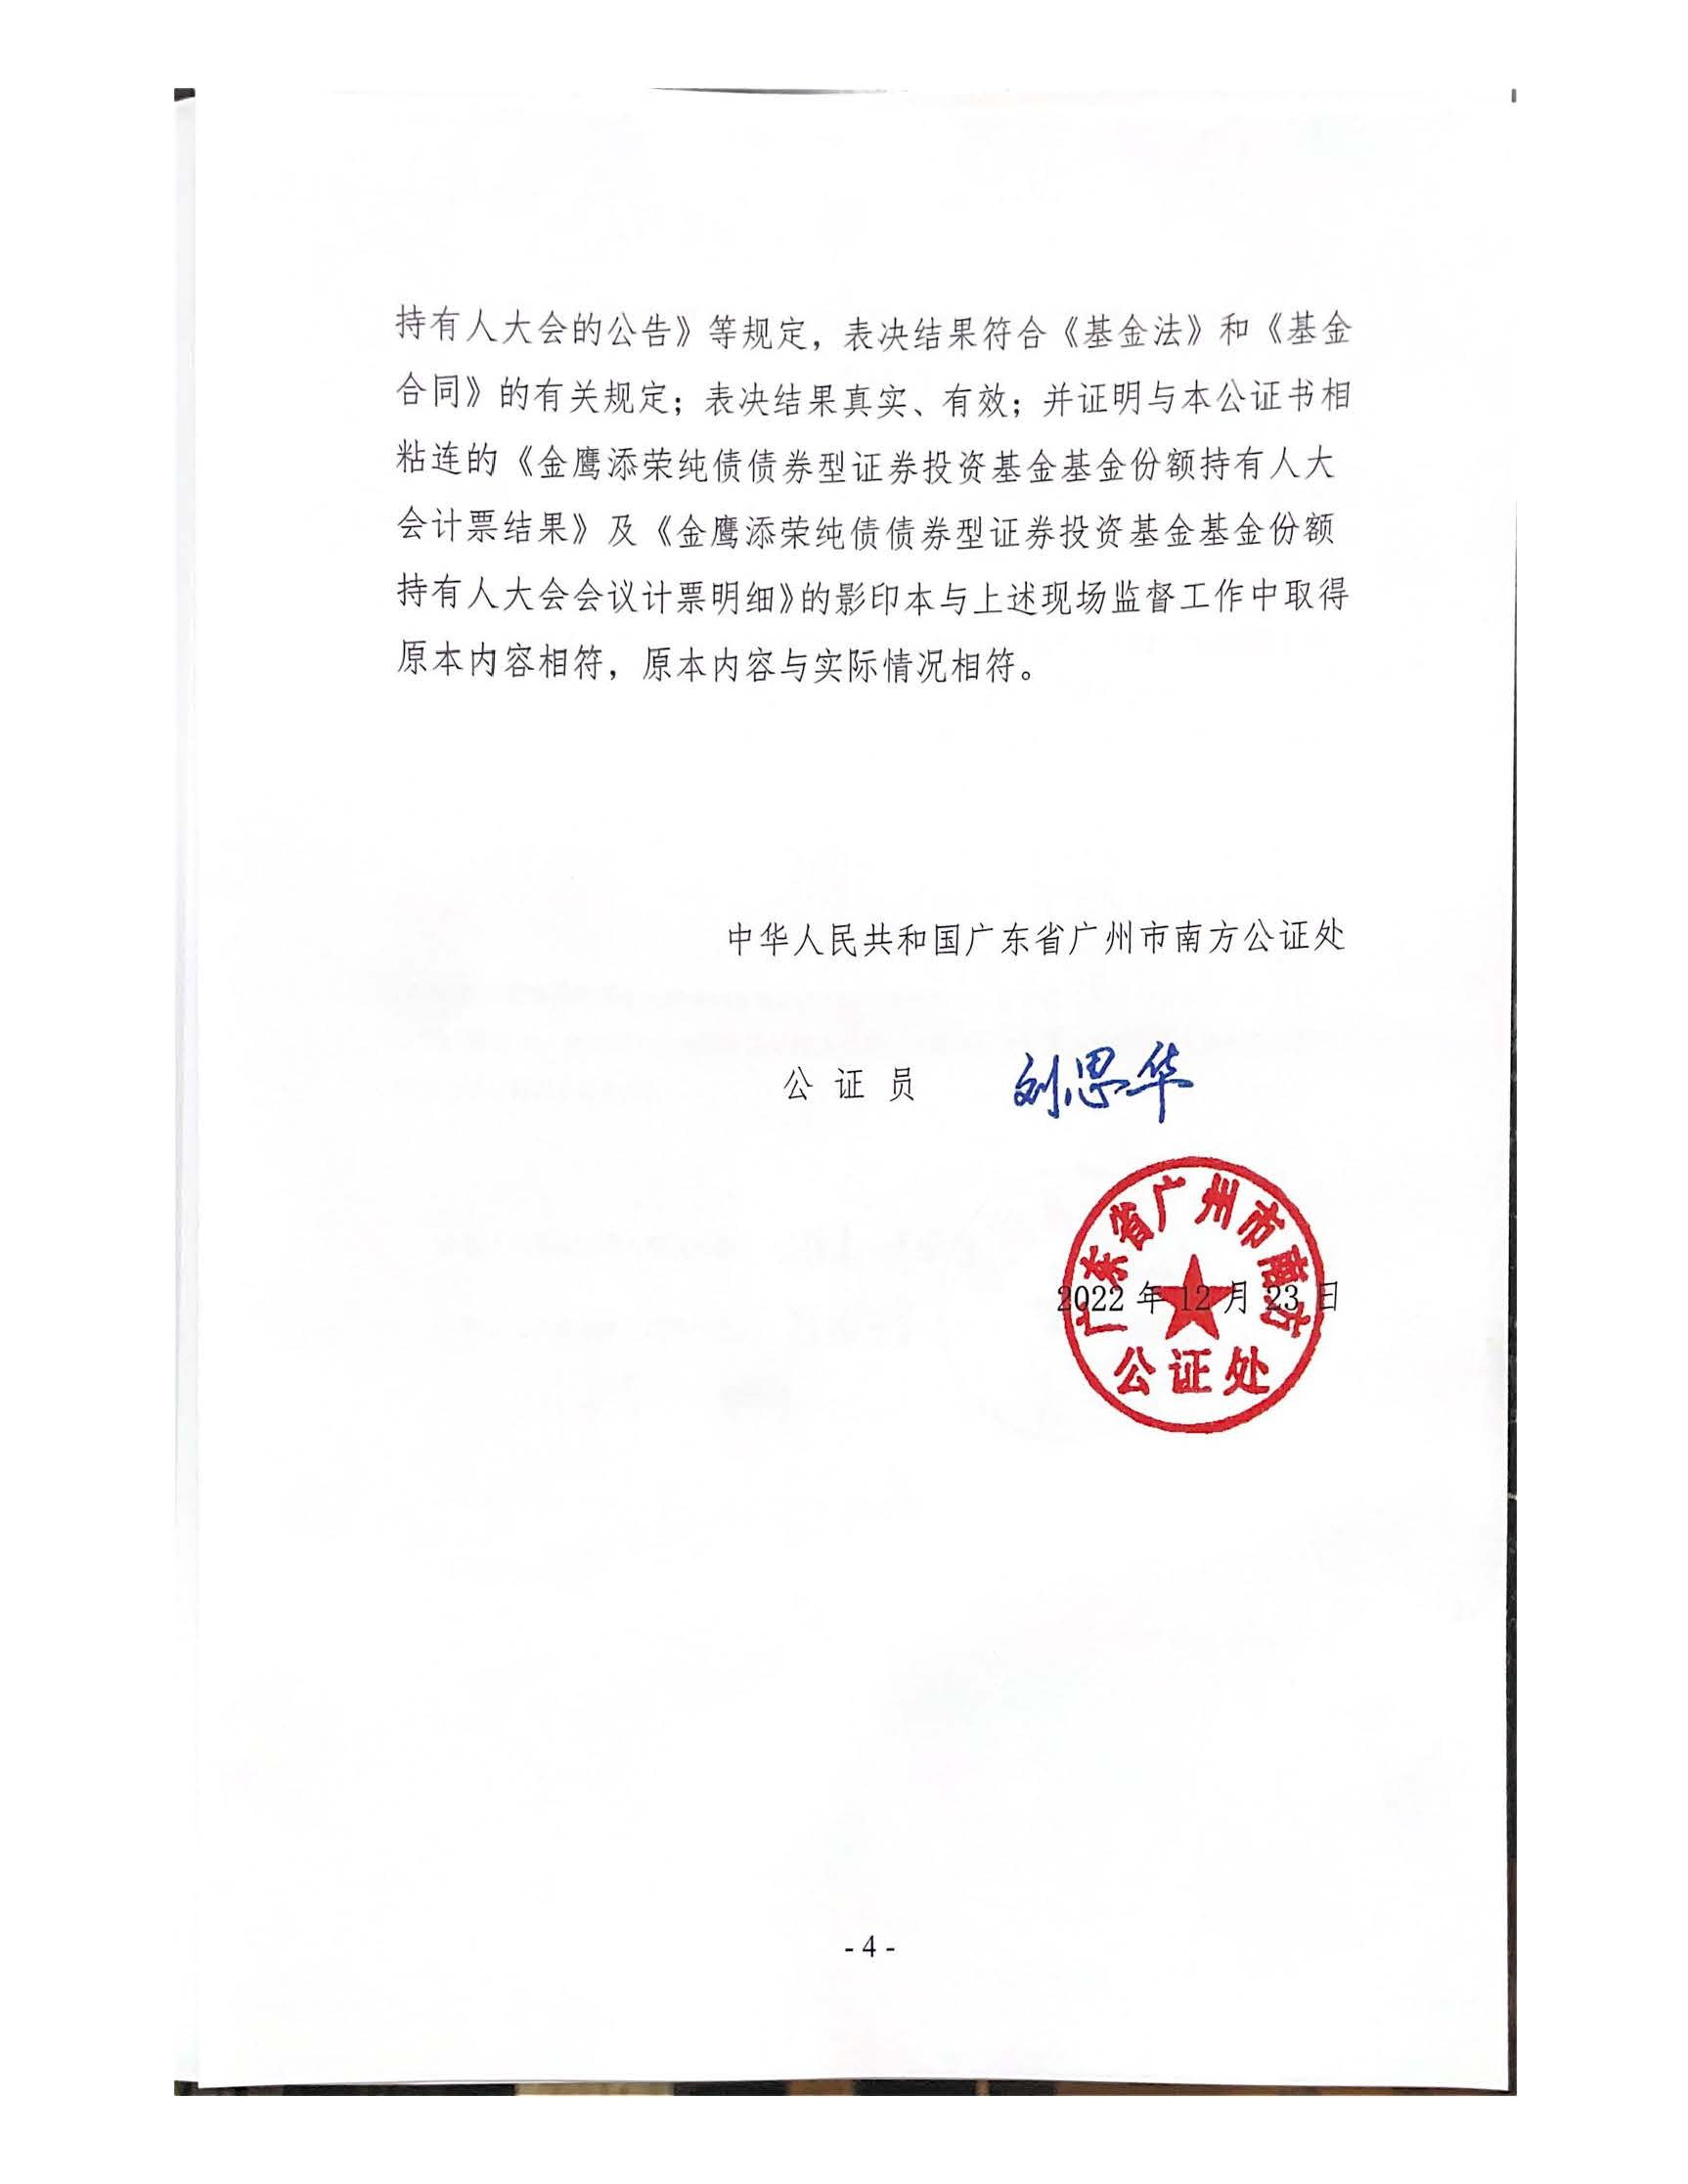 持有人大会的公告》等规定，表决结果符合《基金法》和《基金
合同》的有关规定；表决结果真实、有效；并证明与本公证书相
粘连的《金鹰添荣纯债债券型证券投资基金基金份额持有人大
会计票结果》及《金鹰添荣纯债债券型证券投资基金基金份额
持有人大会会议计票明细》的影印本与上述现场监督工作中取得
原本内容相符，原本内容与实际情况相符。
中华人民共和国广东省广州市南方公证处
公证员 刘思华
广东省广州市南方
2022年12月23日
公证处
- 4 -